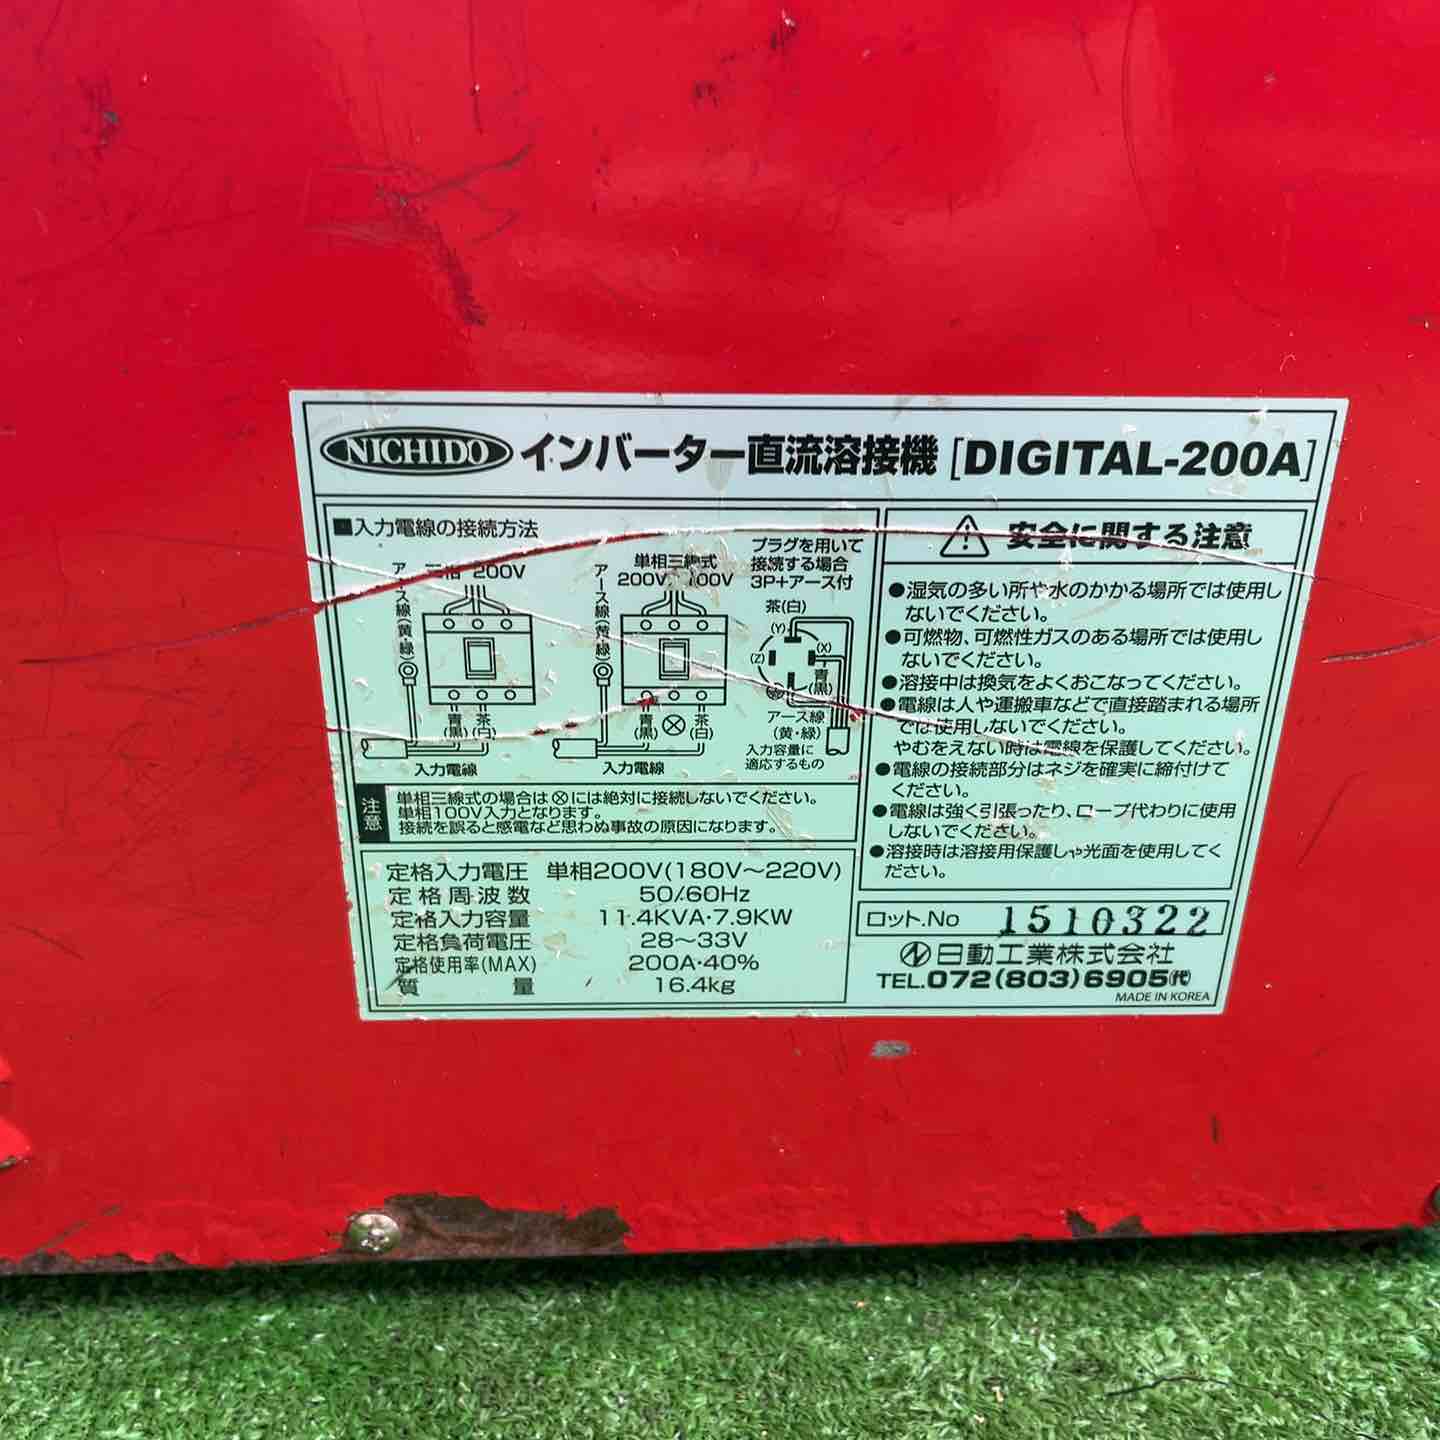 NICHIDO インバーター直流溶接機 [DIGITAL-200A]
■入力電線の接続方法
三相 200V
アース線(黄・緑)
青(黒)
茶(白)
入力電線
単相三線式
200V 100V
アース線(黄・緑)
青(黒)
茶(白)
入力電線
プラグを用いて
接続する場合
3P+アース付
茶(白)
(Y)
(Z)
(X)
青(黒)
アース線
(黄・緑)
入力容量に
適応するもの
注意
単相三線式の場合は⊗には絶対に接続しないでください。
単相100V入力となります。
接続を誤ると感電など思わぬ事故の原因になります。
定格入力電圧 単相200V(180V～220V)
定格周波数 50/60Hz
定格入力容量 11.4KVA・7.9KW
定格負荷電圧 28～33V
定格使用率(MAX) 200A・40%
質量 16.4kg
安全に関する注意
●湿気の多い所や水のかかる場所では使用し
ないでください。
●可燃物、可燃性ガスのある場所では使用し
ないでください。
●溶接中は換気をよくおこなってください。
●電線は人や運搬車などで直接踏まれる場所
では使用しないでください。
やむをえない時は電線を保護してください。
●電線の接続部分はネジを確実に締付けて
ください。
●電線は強く引張ったり、ロープ代わりに使用
しないでください。
●溶接時は溶接用保護しゃ光面を使用してく
ださい。
ロット.No 1510322
日動工業株式会社
TEL.072(803)6905㈹
MADE IN KOREA